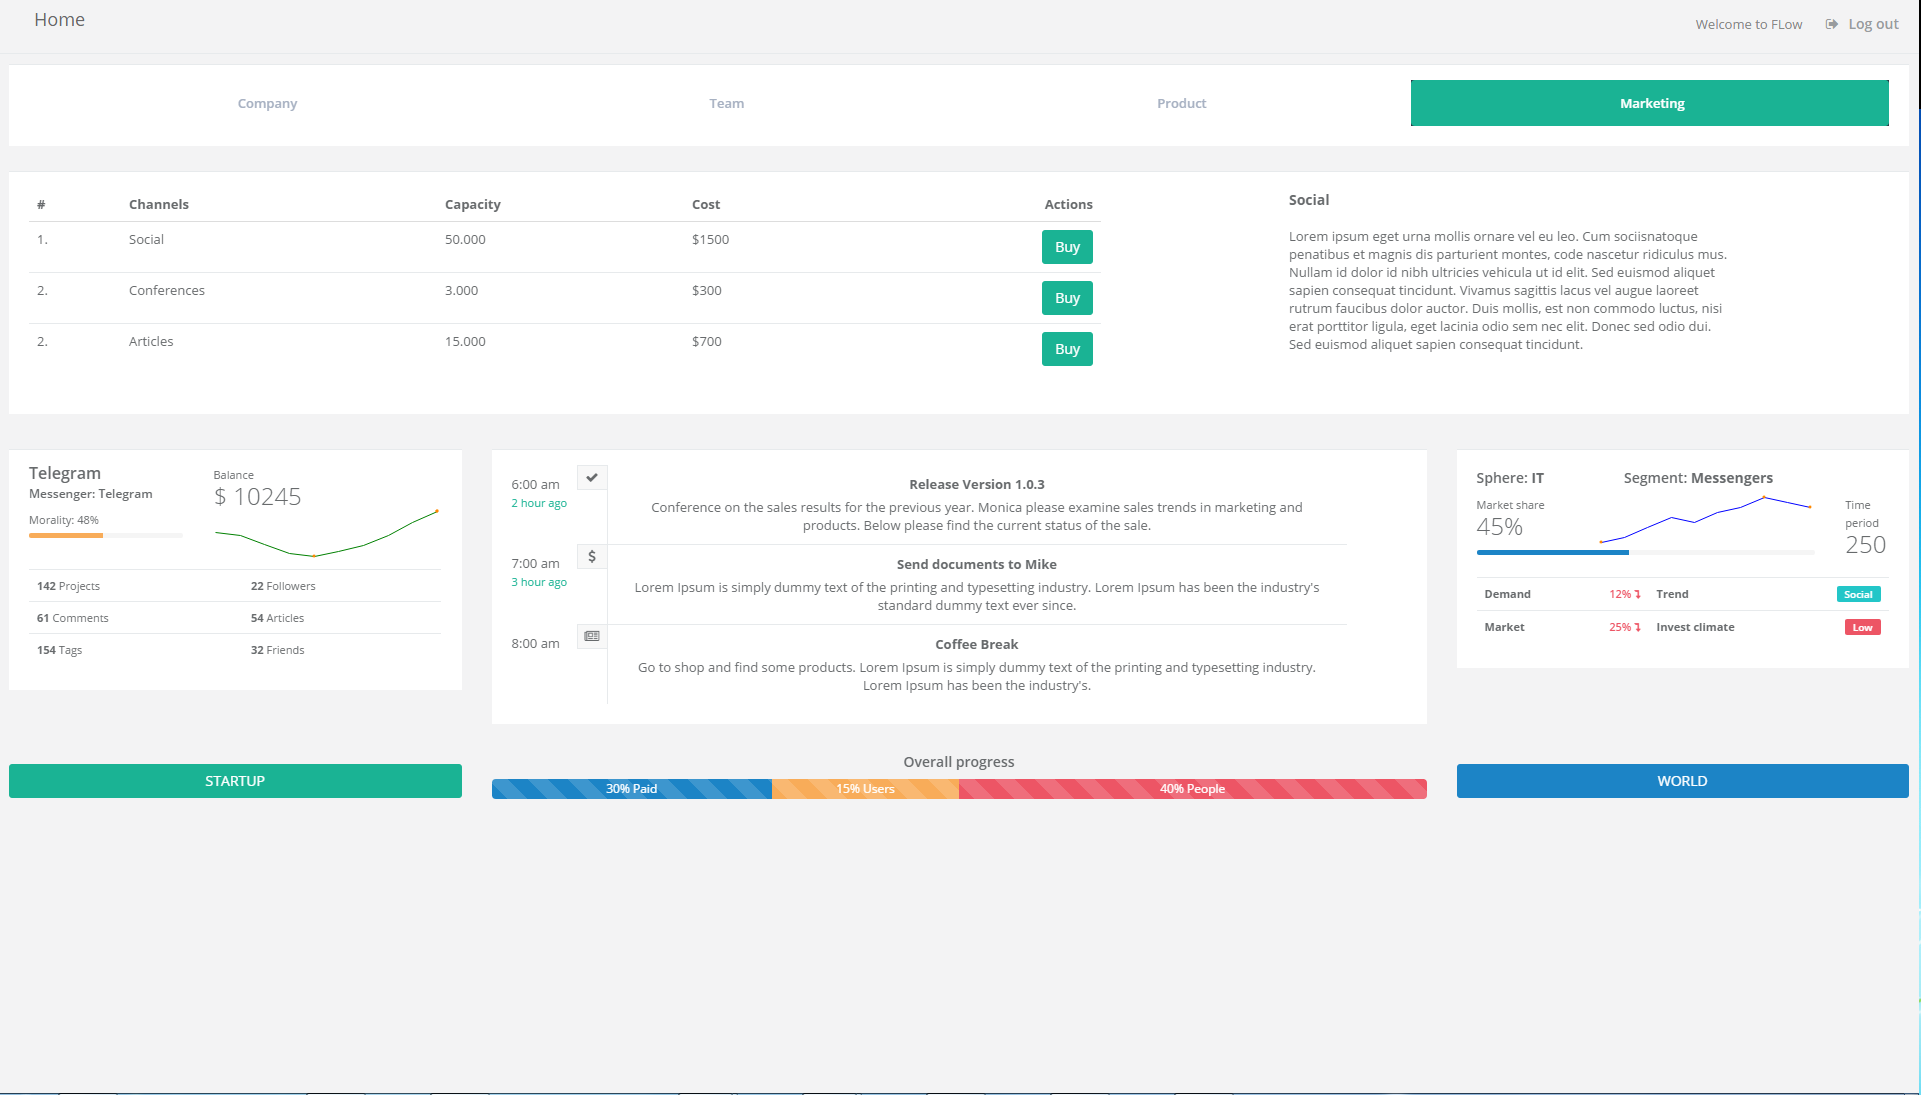 Home
Welcome to FLow
Log out
Company
Team
Product
Marketing
# Channels Capacity Cost Actions
1. Social 50.000 $1500 Buy
2. Conferences 3.000 $300 Buy
2. Articles 15.000 $700 Buy
Social
Lorem ipsum eget urna mollis ornare vel eu leo. Cum sociisnatoque
penatibus et magnis dis parturient montes, code nascetur ridiculus mus.
Nullam id dolor id nibh ultricies vehicula ut id elit. Sed euismod aliquet
sapien consequat tincidunt. Vivamus sagittis lacus vel augue laoreet
rutrum faucibus dolor auctor. Duis mollis, est non commodo luctus, nisi
erat porttitor ligula, eget lacinia odio sem nec elit. Donec sed odio dui.
Sed euismod aliquet sapien consequat tincidunt.
Telegram
Messenger: Telegram
Morality: 48%
Balance
$ 10245
142 Projects 22 Followers
61 Comments 54 Articles
154 Tags 32 Friends
STARTUP
6:00 am
2 hour ago
Release Version 1.0.3
Conference on the sales results for the previous year. Monica please examine sales trends in marketing and
products. Below please find the current status of the sale.
7:00 am
3 hour ago
$
Send documents to Mike
Lorem Ipsum is simply dummy text of the printing and typesetting industry. Lorem Ipsum has been the industry's
standard dummy text ever since.
8:00 am
Coffee Break
Go to shop and find some products. Lorem Ipsum is simply dummy text of the printing and typesetting industry.
Lorem Ipsum has been the industry's.
Overall progress
30% Paid 15% Users 40% People
Sphere: IT
Segment: Messengers
Market share
45%
Time
period
250
Demand 12% Trend Social
Market 25% Invest climate Low
WORLD